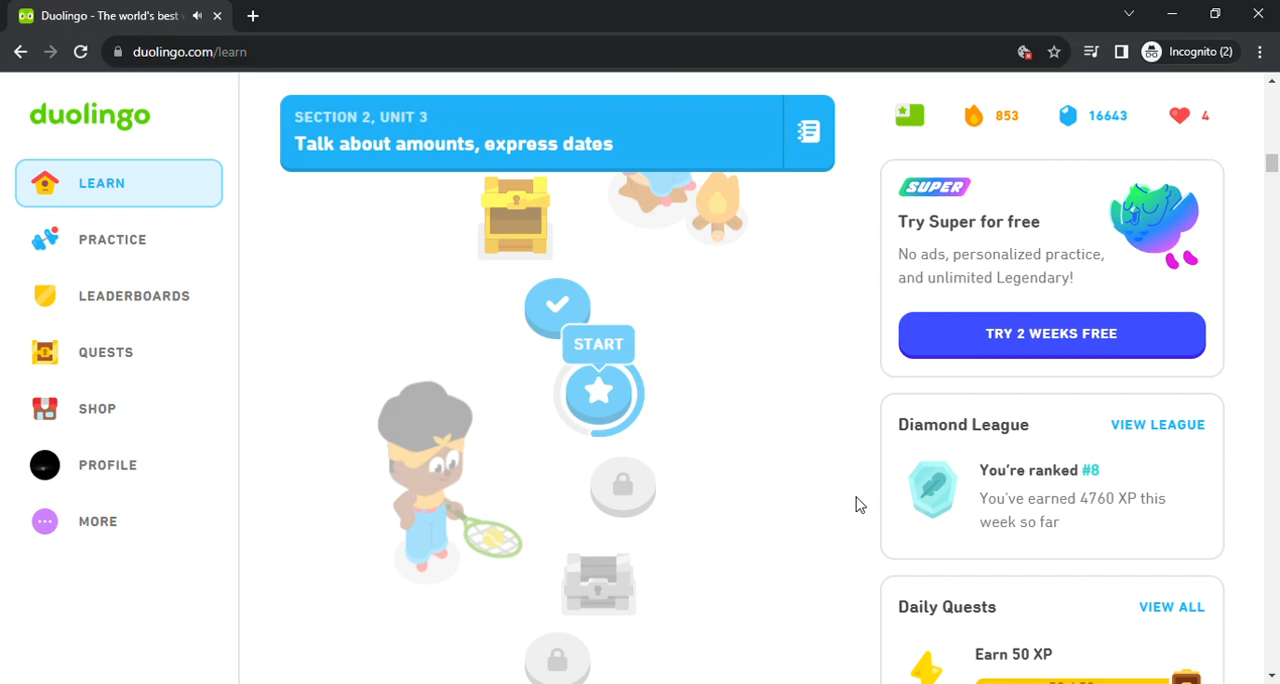 Duolingo - The world's best
duolingo.com/learn
Incognito (2)
duolingo
LEARN
PRACTICE
LEADERBOARDS
QUESTS
SHOP
PROFILE
MORE
SECTION 2, UNIT 3
Talk about amounts, express dates
START
853
16643
4
SUPER
Try Super for free
No ads, personalized practice,
and unlimited Legendary!
TRY 2 WEEKS FREE
Diamond League
VIEW LEAGUE
You're ranked #8
You've earned 4760 XP this
week so far
Daily Quests
VIEW ALL
Earn 50 XP